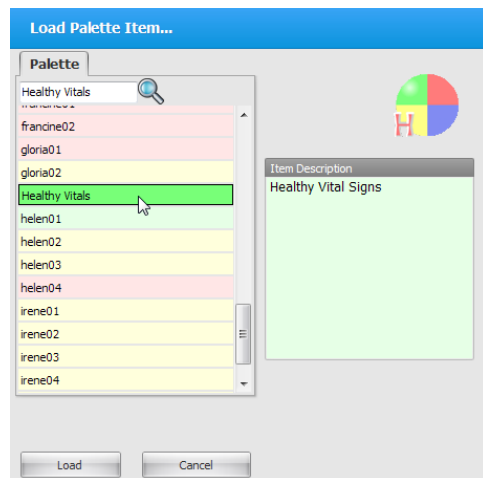 Load Palette Item...
Palette
Healthy Vitals
francine02
gloria01
gloria02
Healthy Vitals
helen01
helen02
helen03
helen04
irene01
irene02
irene03
irene04
Load
Cancel
H
Item Description
Healthy Vital Signs